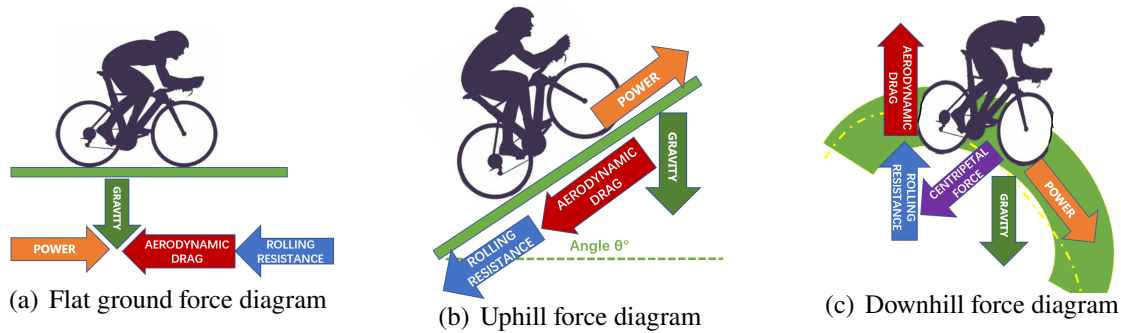 GRAVITY
POWER
AERODYNAMIC
DRAG
ROLLING
RESISTANCE
(a) Flat ground force diagram
POWER
GRAVITY
AERODYNAMIC
DRAG
ROLLING
RESISTANCE
Angle θ°
(b) Uphill force diagram
AERODYNAMIC
DRAG
ROLLING
RESISTANCE
CENTRIPETAL
FORCE
GRAVITY
POWER
(c) Downhill force diagram